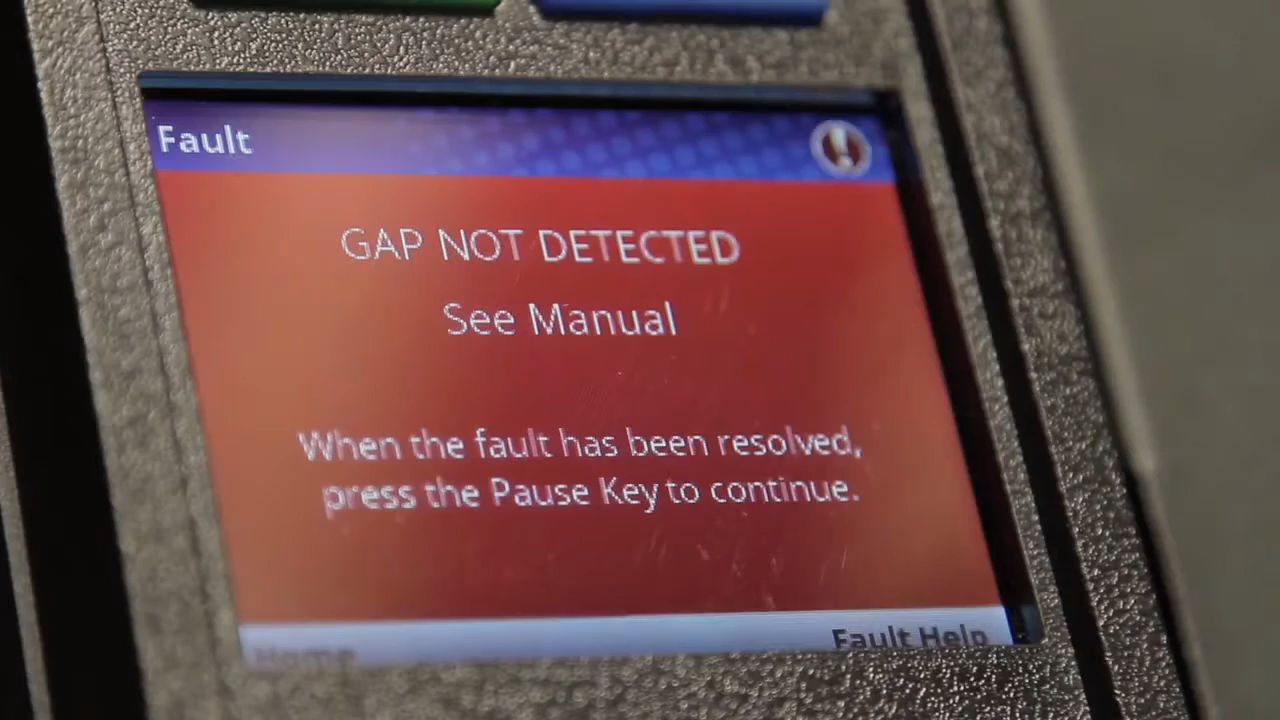 Fault
GAP NOT DETECTED
See Manual
When the fault has been resolved,
press the Pause Key to continue.
Home
Fault Help